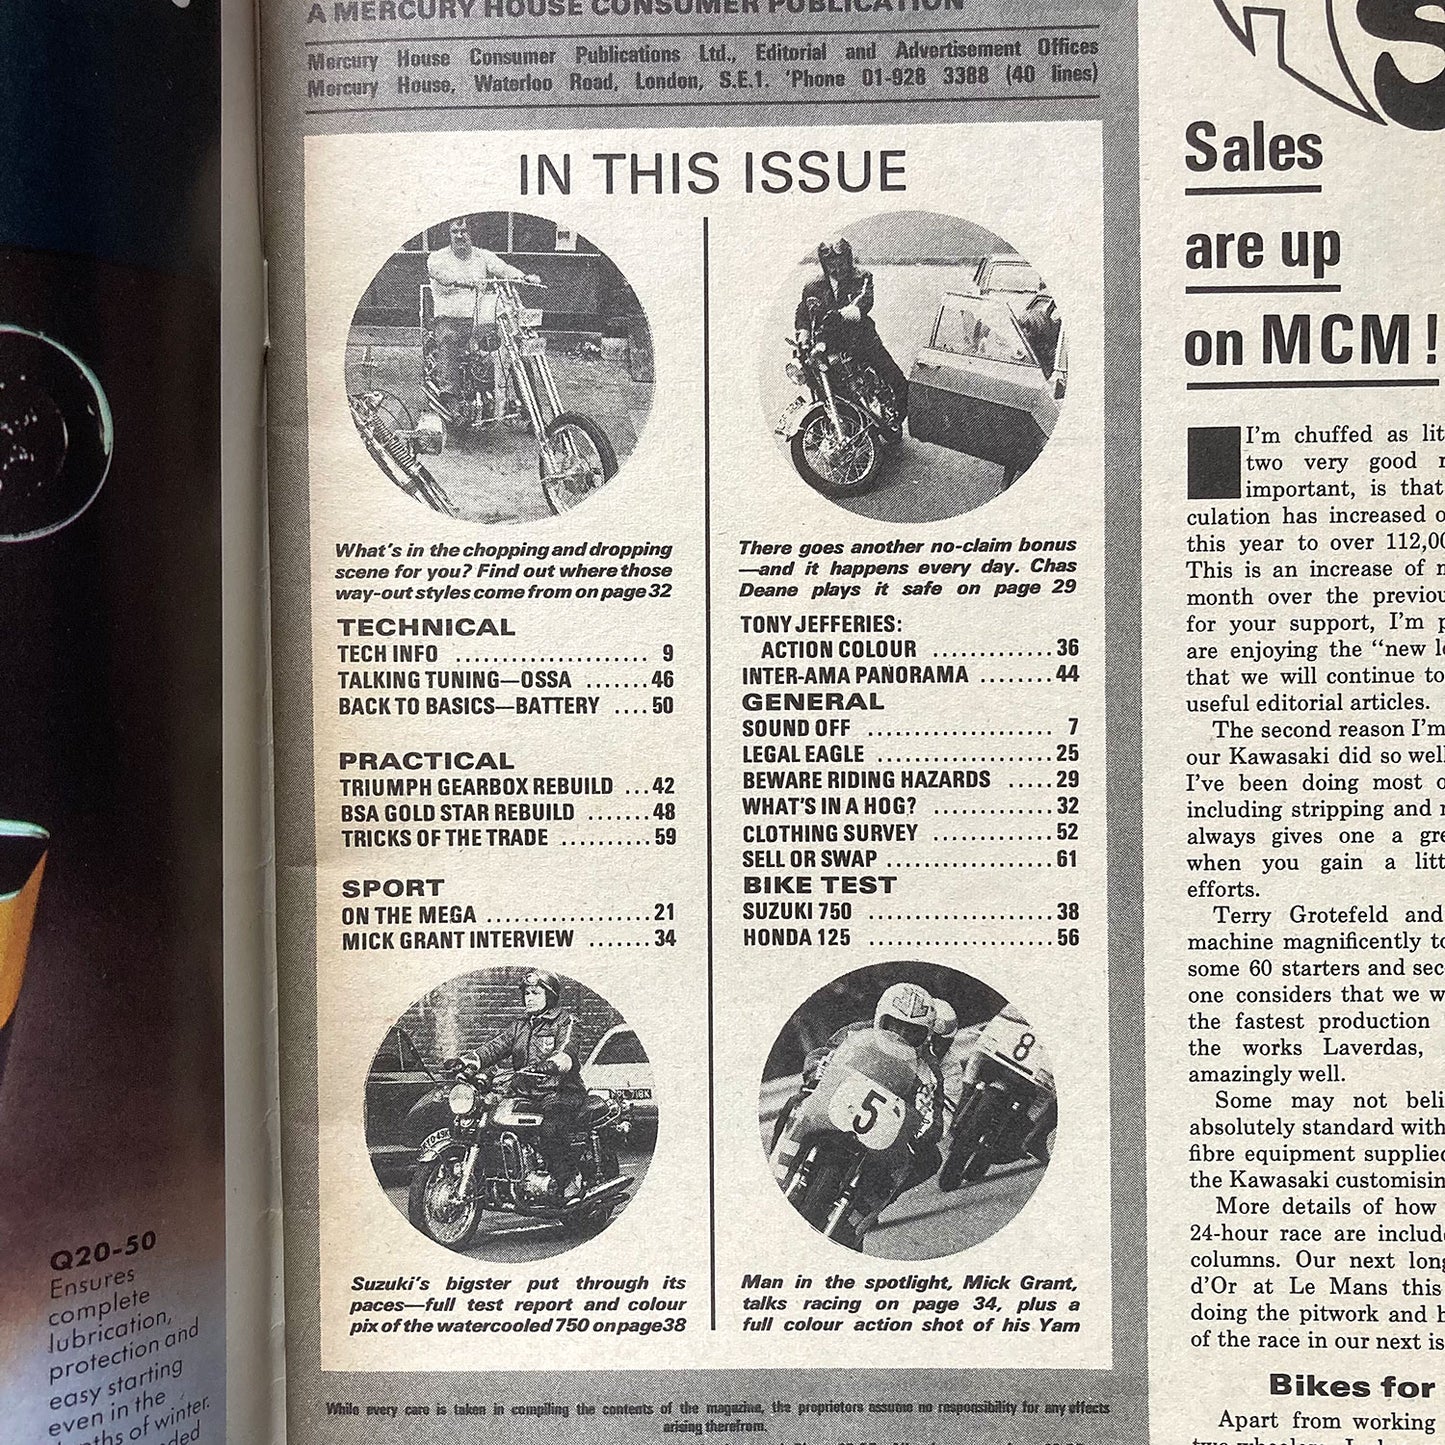 A MERCURY HOUSE CONSUMER PUBLICATION
Mercury House Consumer Publications Ltd., Editorial and Advertisement Offices
Mercury House, Waterloo Road, London, S.E.1. 'Phone 01-928 3388 (40 lines)
IN THIS ISSUE
What's in the chopping and dropping
scene for you? Find out where those
way-out styles come from on page 32
TECHNICAL
TECH INFO ..................... 9
TALKING TUNING—OSSA ....... 46
BACK TO BASICS—BATTERY .... 50
PRACTICAL
TRIUMPH GEARBOX REBUILD ... 42
BSA GOLD STAR REBUILD ....... 48
TRICKS OF THE TRADE .......... 59
SPORT
ON THE MEGA .................. 21
MICK GRANT INTERVIEW ....... 34
KEO 49K
PL 718K
Suzuki's bigster put through its
paces—full test report and colour
pix of the watercooled 750 on page 38
There goes another no-claim bonus
—and it happens every day. Chas
Deane plays it safe on page 29
TONY JEFFERIES:
ACTION COLOUR ............. 36
INTER-AMA PANORAMA ........ 44
GENERAL
SOUND OFF .................... 7
LEGAL EAGLE ................... 25
BEWARE RIDING HAZARDS ..... 29
WHAT'S IN A HOG? ............... 32
CLOTHING SURVEY ............. 52
SELL OR SWAP .................. 61
BIKE TEST
SUZUKI 750 .................... 38
HONDA 125 .................... 56
5
8
Man in the spotlight, Mick Grant,
talks racing on page 34, plus a
full colour action shot of his Yam
While every care is taken in compiling the contents of the magazine, the proprietors assume no responsibility for any effects
arising therefrom.
Sales
are up
on MCM!
I'm chuffed as
two very good
important, is that
culation has increased
this year to over
This is an increase of
month over the
for your support, I'm
are enjoying the "new
that we will continue to
useful editorial articles.
The second reason I'm
our Kawasaki did so well
I've been doing most
including stripping and
always gives one a
when you gain a
efforts.
Terry Grotefeld and
machine magnificently
some 60 starters and
one considers that we
the fastest production
the works Laverdas,
amazingly well.
Some may not
absolutely standard with
fibre equipment
the Kawasaki
More details of how
24-hour race are
columns. Our next
d'Or at Le Mans this
doing the pitwork and
of the race in our next
Bikes for
Apart from working
Q20-50
Ensures
complete
lubrication,
protection and
easy starting
even in the
of winter.